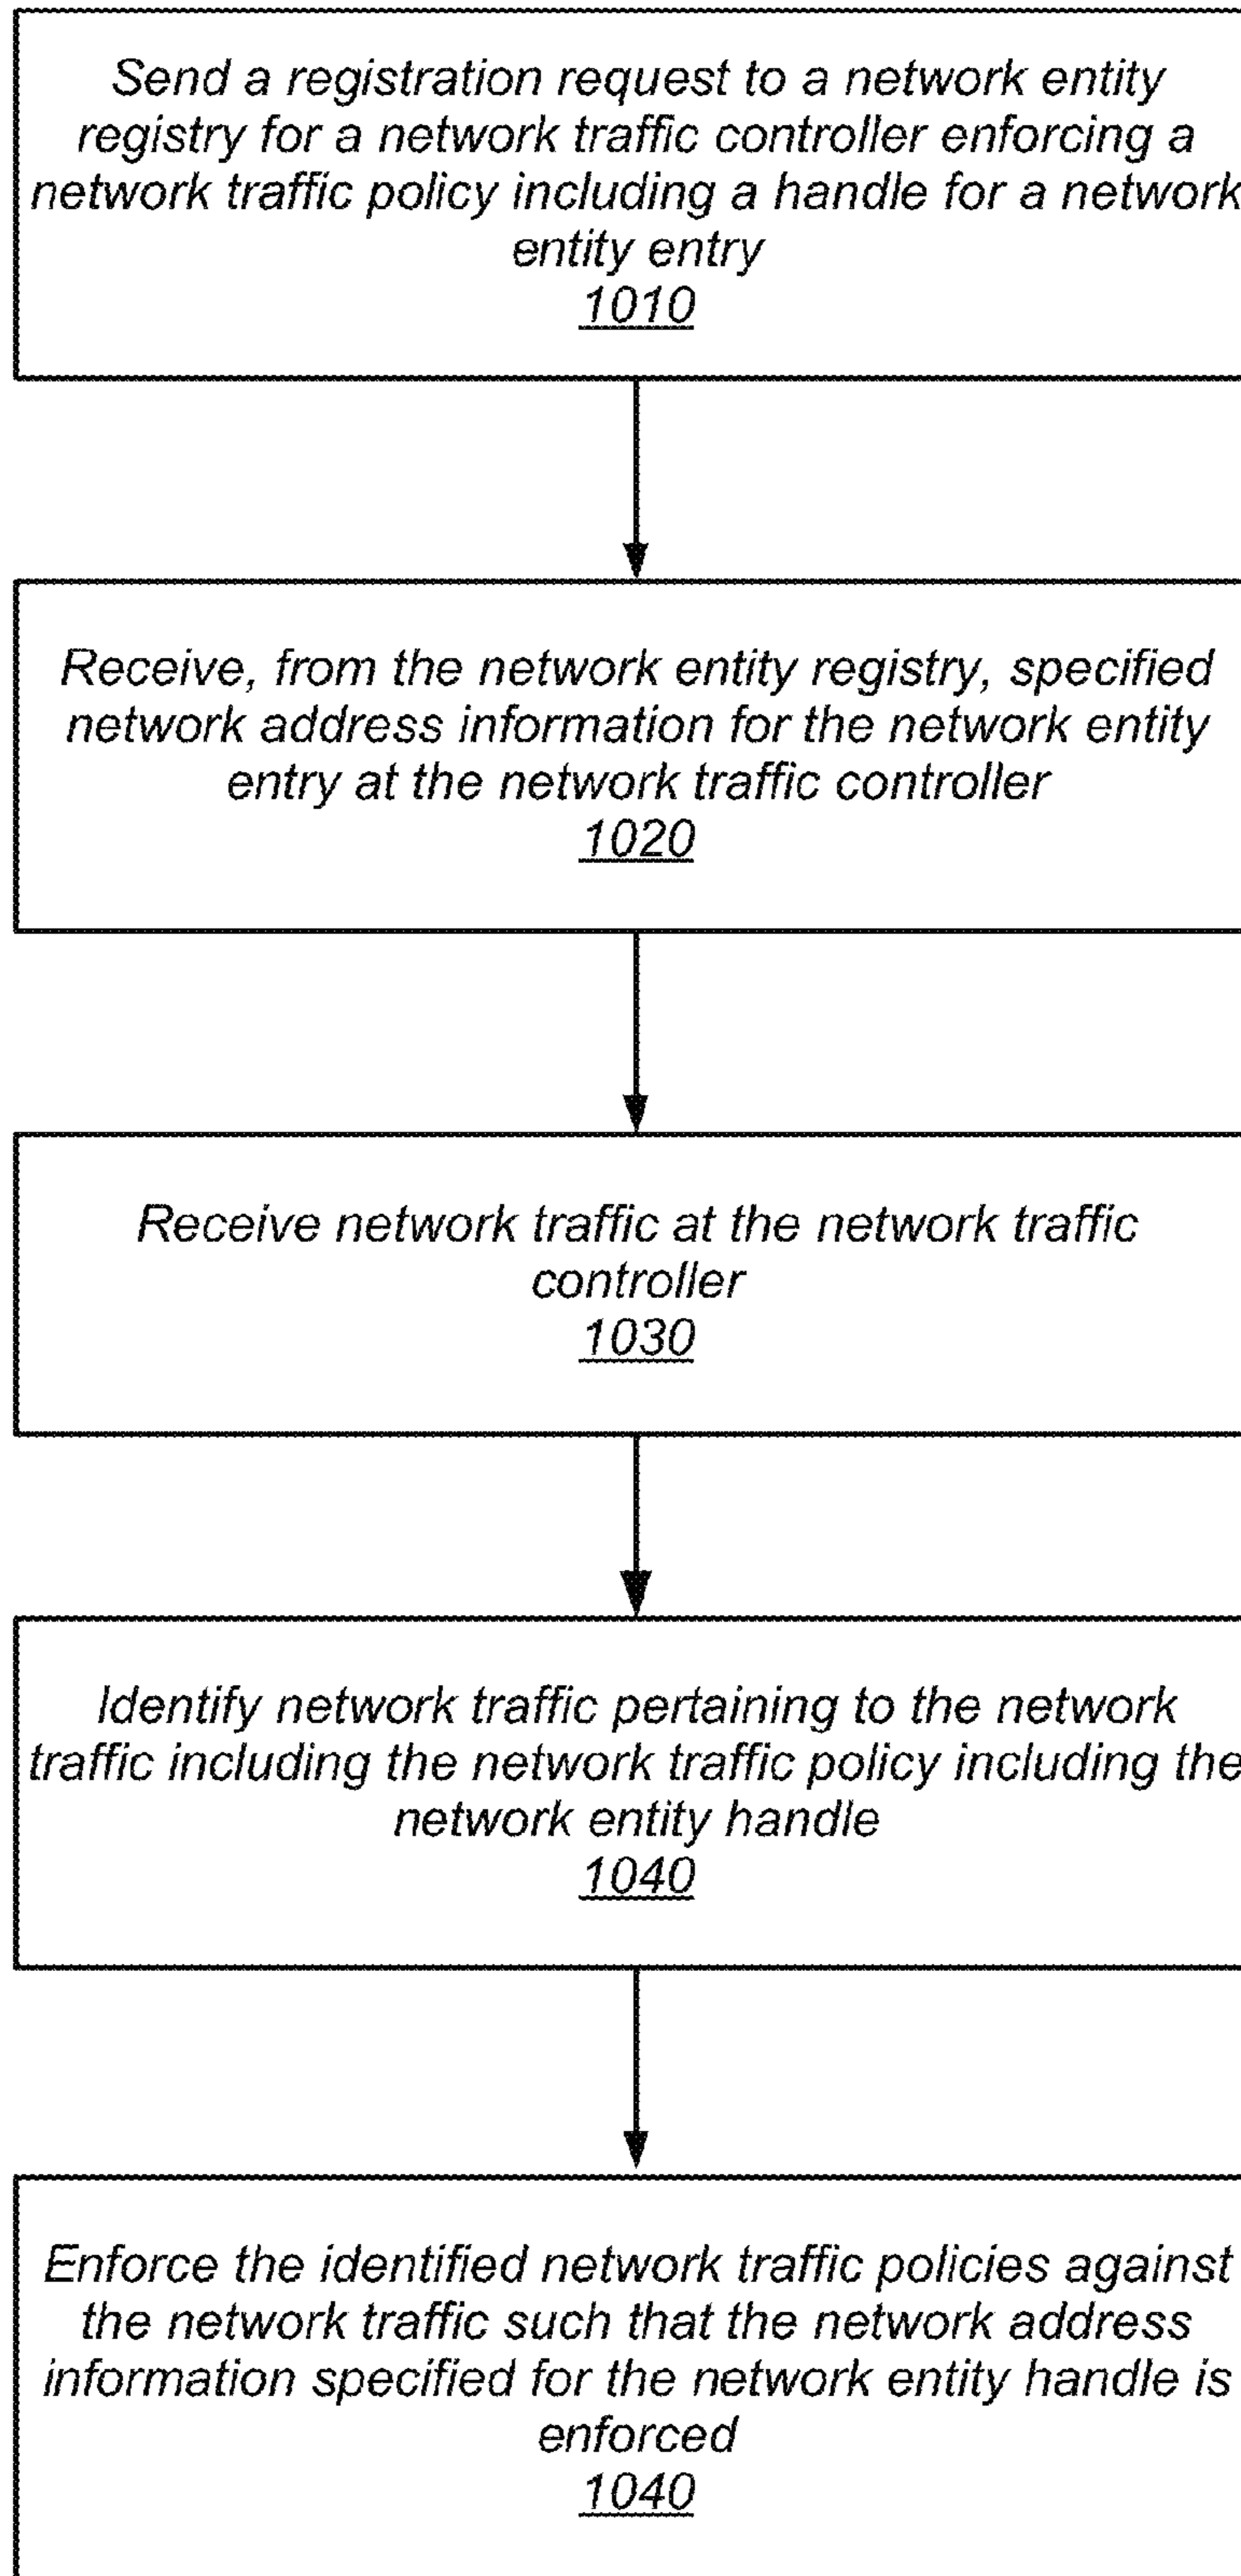 Send a registration request to a network entity
registry for a network traffic controller enforcing a
network traffic policy including a handle for a network
entity entry
1010
Receive, from the network entity registry, specified
network address information for the network entity
entry at the network traffic controller
1020
Receive network traffic at the network traffic
controller
1030
Identify network traffic pertaining to the network
traffic including the network traffic policy including the
network entity handle
1040
Enforce the identified network traffic policies against
the network traffic such that the network address
information specified for the network entity handle is
enforced
1040